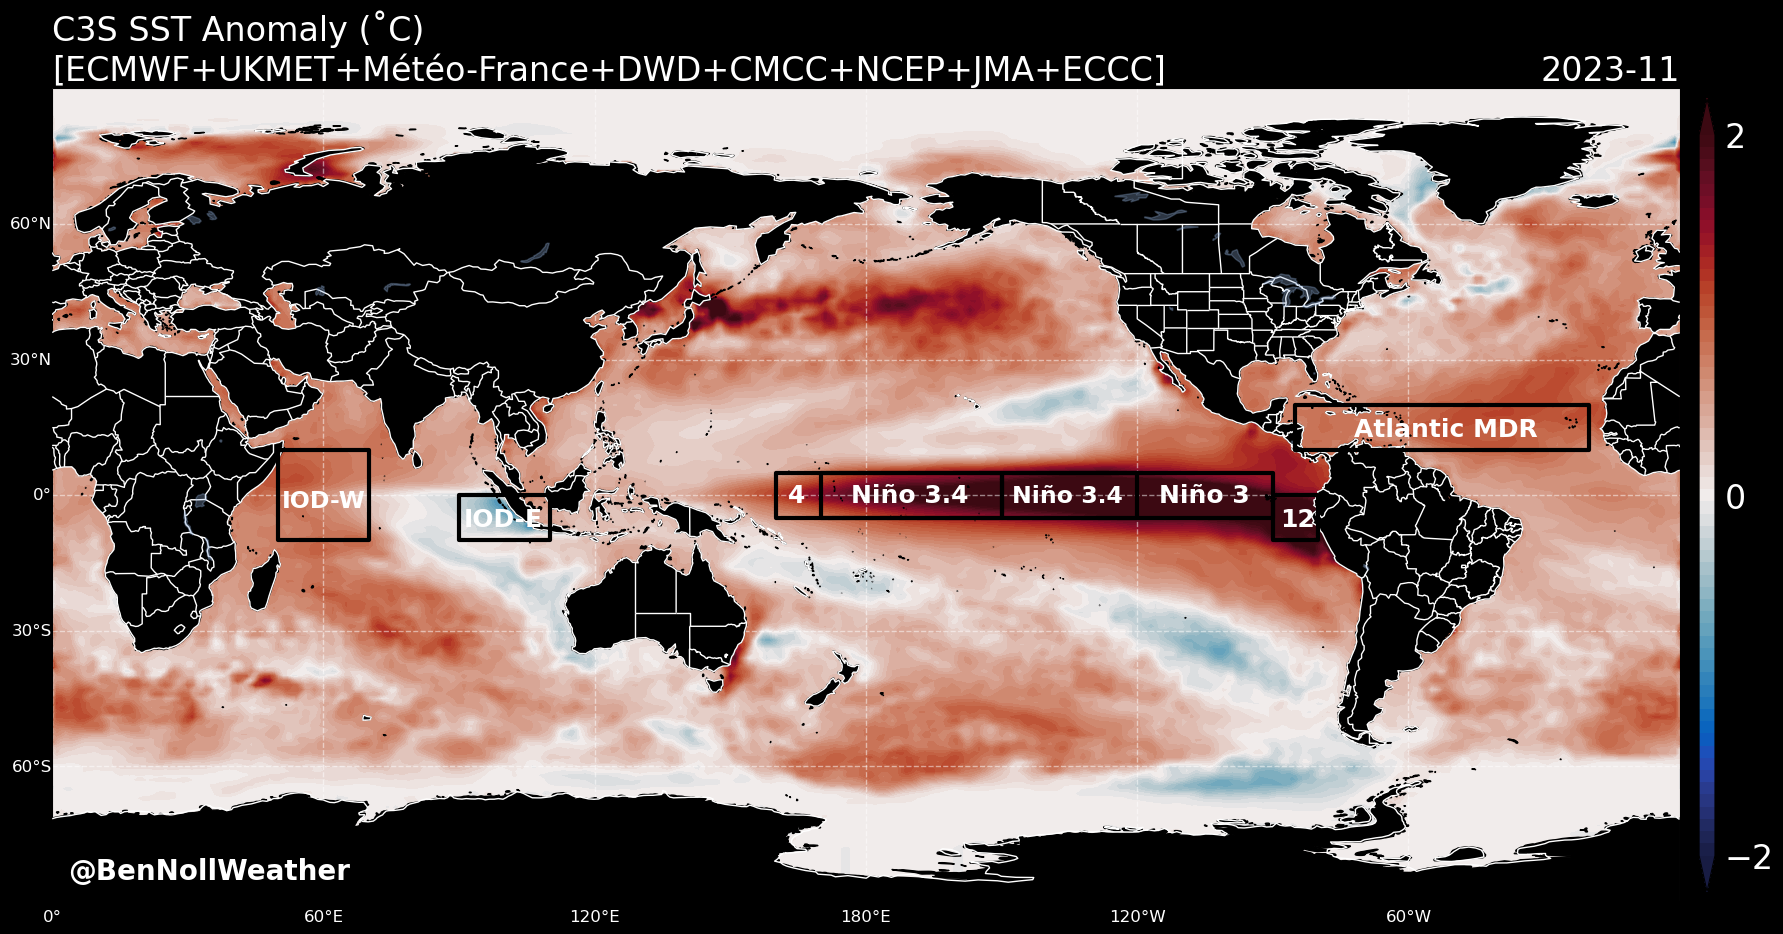 C3S SST Anomaly (˚C)
[ECMWF+UKMET+Météo-France+DWD+CMCC+NCEP+JMA+ECCC]
2023-11
2
60°N
30°N
Atlantic MDR
0°
IOD-W
IOD-E
4
Niño 3.4
Niño 3.4
Niño 3
12
0
30°S
60°S
−2
@BenNollWeather
0°
60°E
120°E
180°E
120°W
60°W